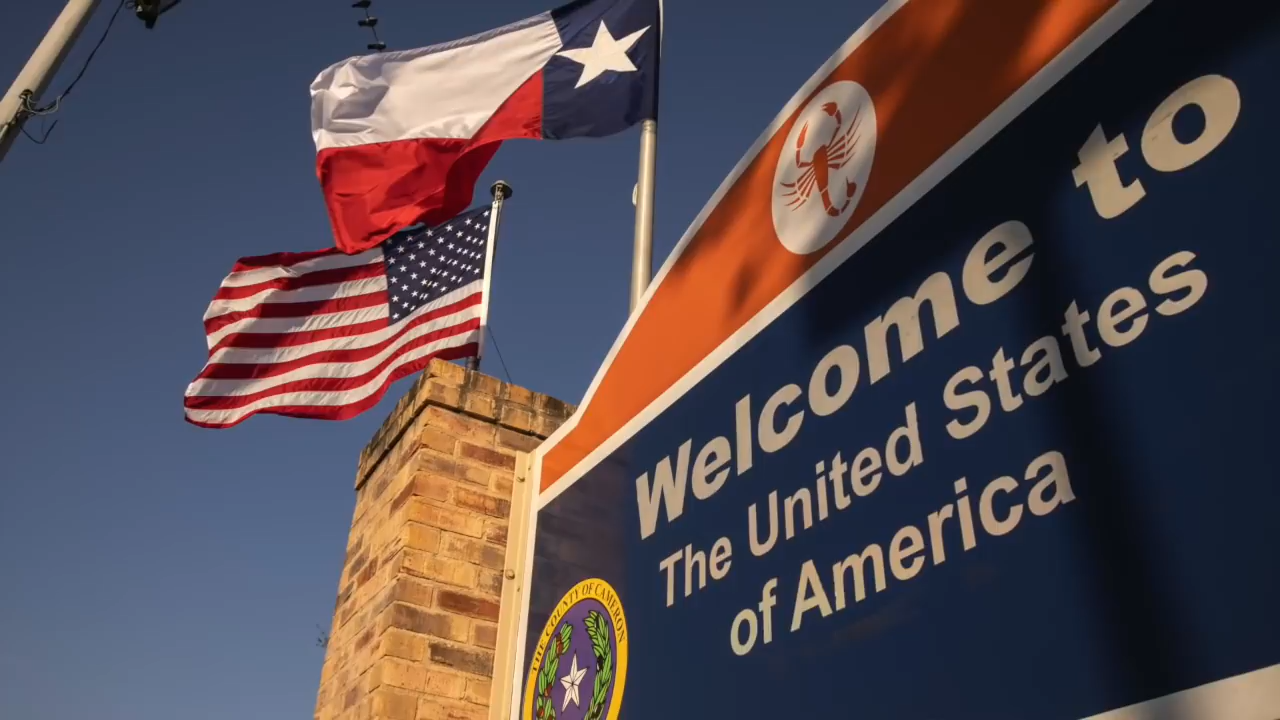 Welcome to
The United States
of America
THE COUNTY OF CAMERON